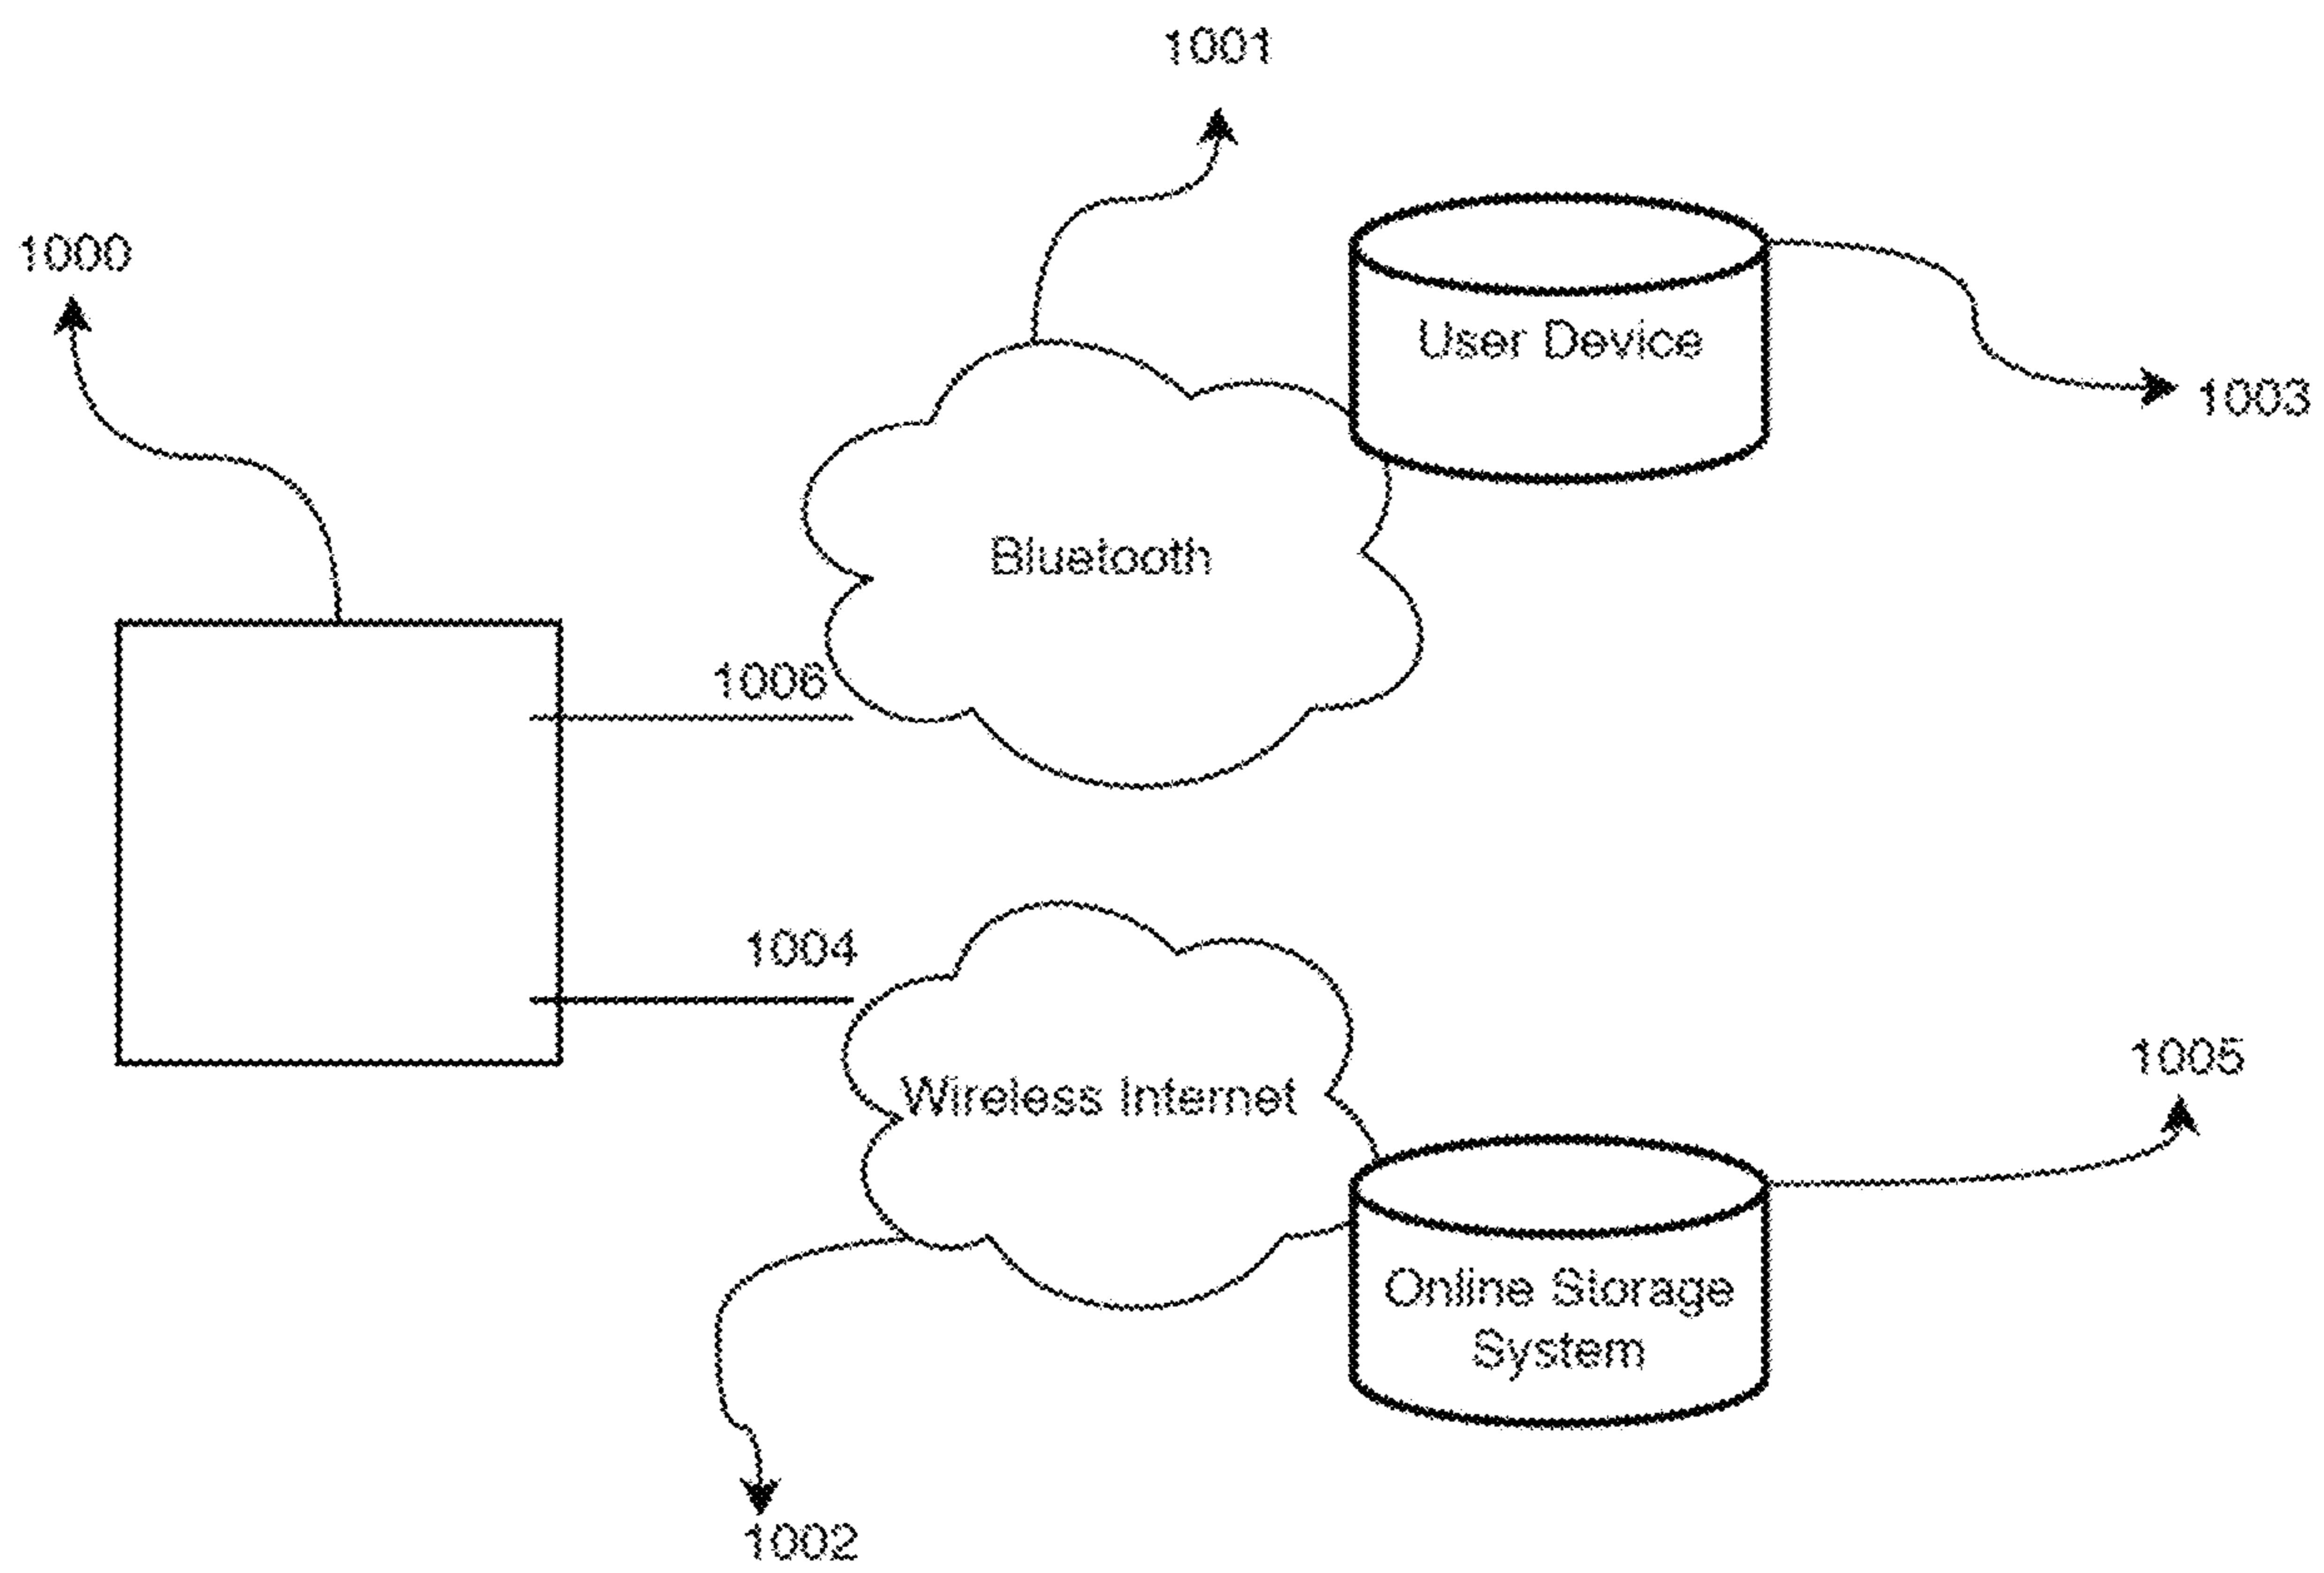 1001
1000
User Device
1003
Bluetooth
1006
1004
1005
Wireless Internet
Online Storage
System
1002